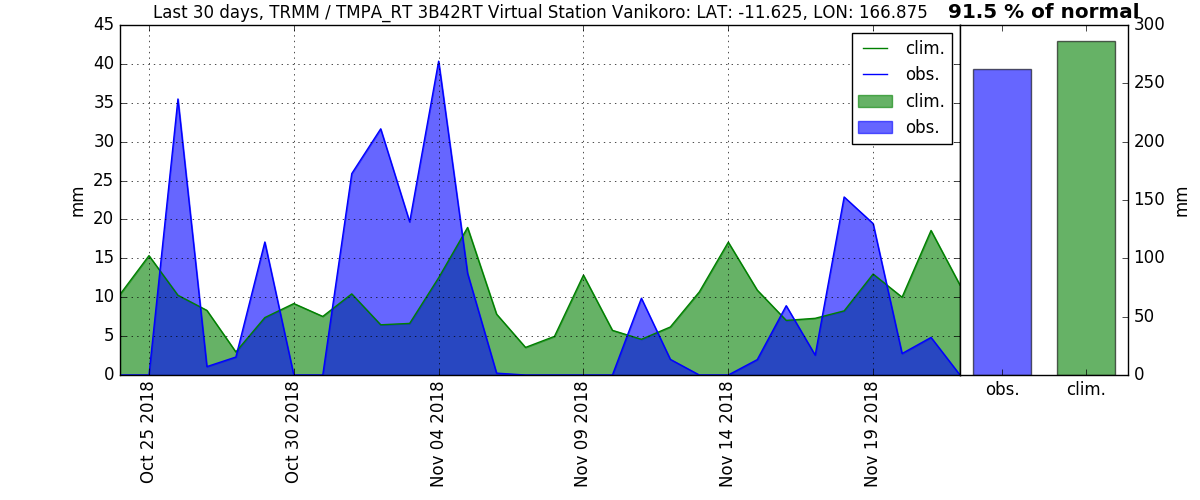 Last 30 days, TRMM / TMPA_RT 3B42RT Virtual Station Vanikoro: LAT: -11.625, LON: 166.875
91.5 % of normal
45
40
35
30
25
20
15
10
5
0
mm
clim.
obs.
clim.
obs.
Oct 25 2018
Oct 30 2018
Nov 04 2018
Nov 09 2018
Nov 14 2018
Nov 19 2018
300
250
200
150
100
50
0
mm
obs.
clim.